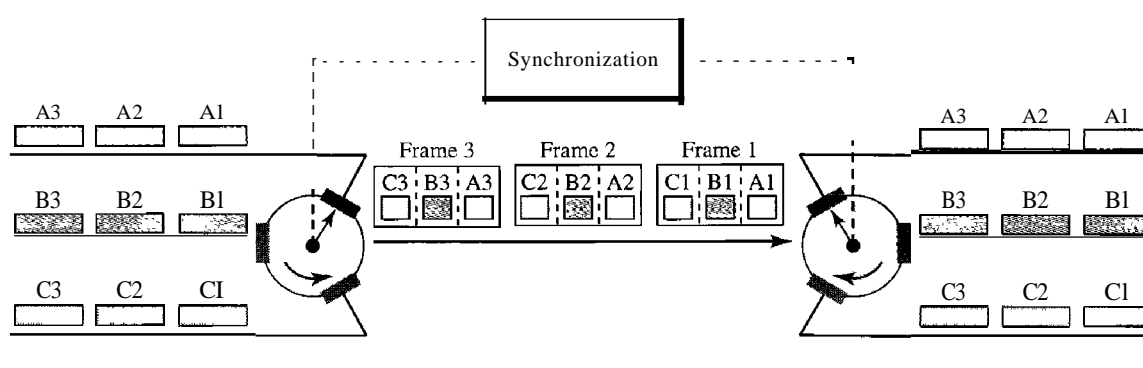 Synchronization
A3 A2 A1
A3 A2 A1
Frame 3 Frame 2 Frame 1
C3 B3 A3 C2 B2 A2 C1 B1 A1
B3 B2 B1
B3 B2 B1
C3 C2 CI
C3 C2 C1